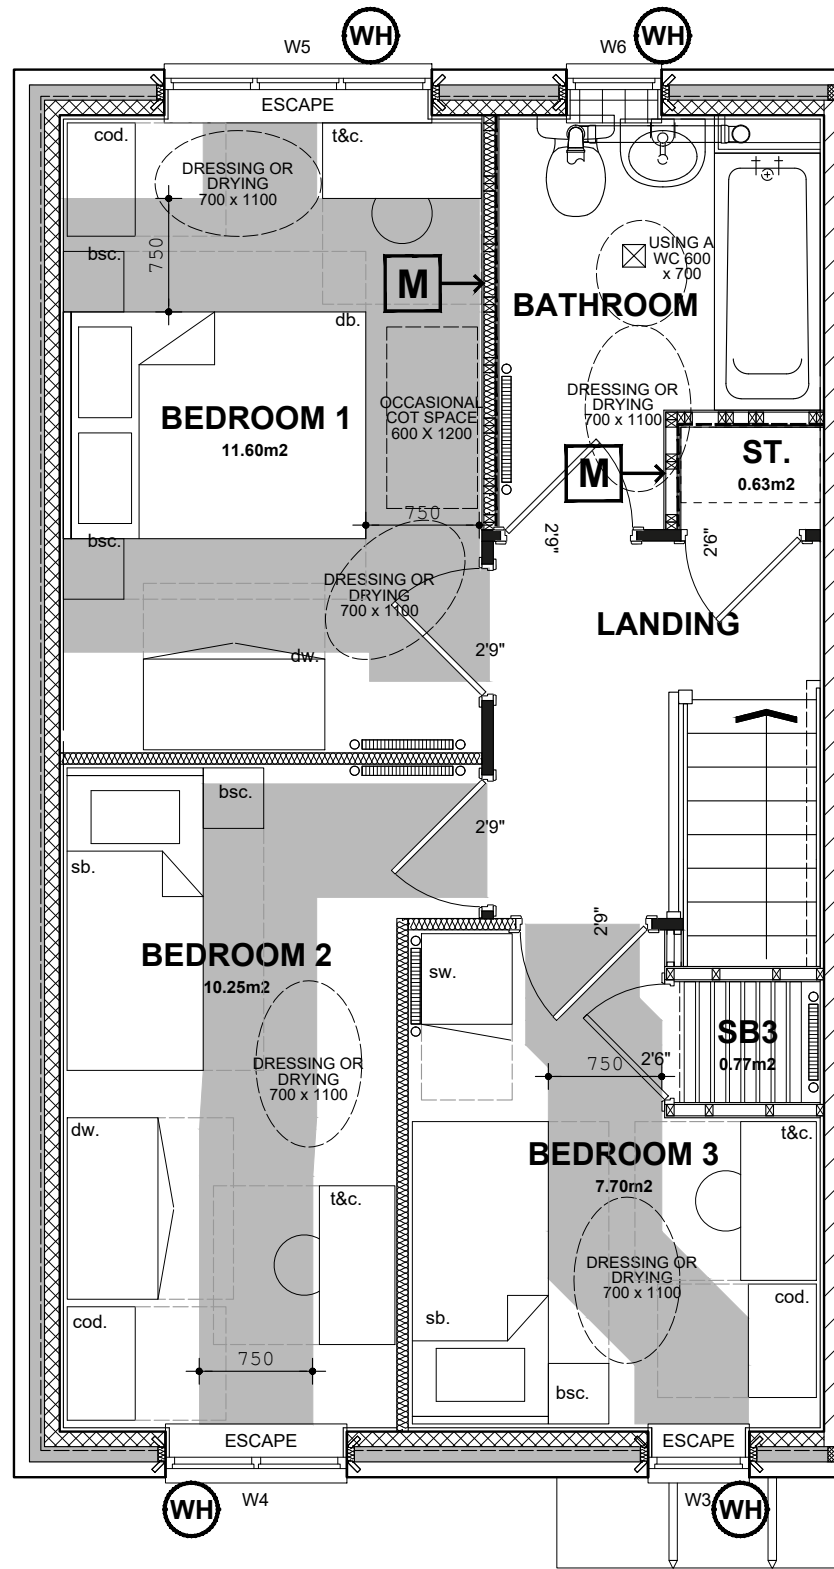 W5
WH
W6
WH
ESCAPE
cod.
t&c.
DRESSING OR
DRYING
700 x 1100
bsc.
750
M
USING A
WC 600
x 700
BATHROOM
db.
BEDROOM 1
11.60m2
OCCASIONAL
COT SPACE
600 X 1200
DRESSING OR
DRYING
700 x 1100
M
ST.
0.63m2
750
bsc.
2'9"
2'6"
DRESSING OR
DRYING
700 x 1100
LANDING
dw.
2'9"
bsc.
2'9"
sb.
BEDROOM 2
10.25m2
2'9"
sw.
DRESSING OR
DRYING
700 x 1100
SB3
0.77m2
750
2'6"
dw.
t&c.
BEDROOM 3
7.70m2
t&c.
DRESSING OR
DRYING
700 x 1100
cod.
cod.
sb.
750
bsc.
ESCAPE
ESCAPE
WH
W4
W3
WH